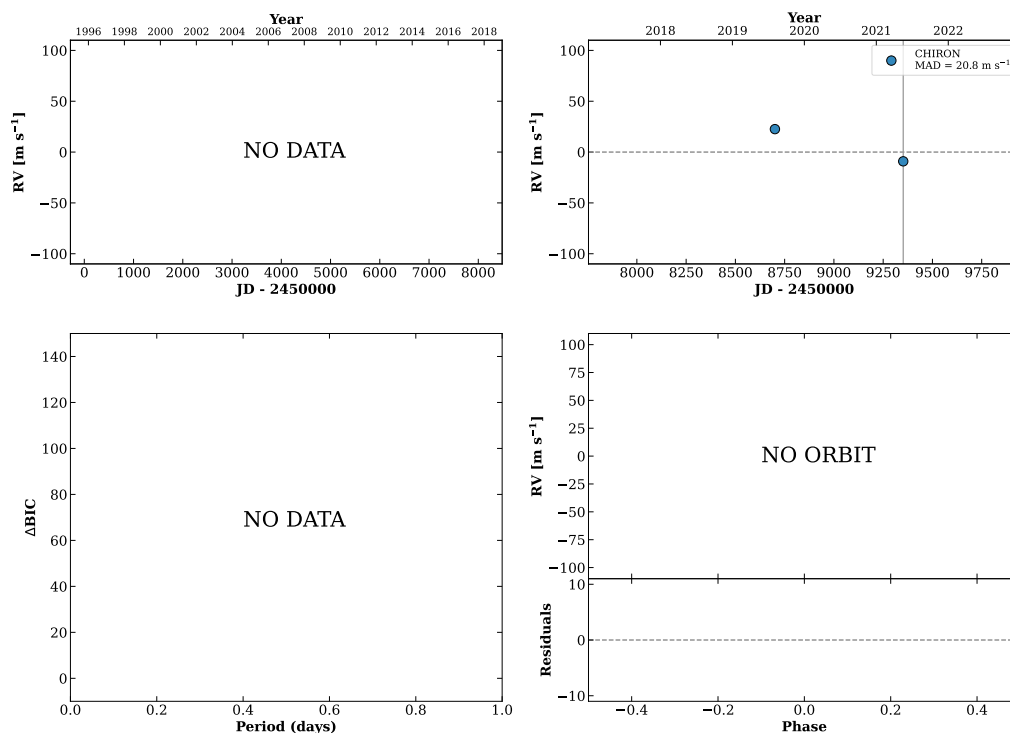 Year
1996 1998 2000 2002 2004 2006 2008 2010 2012 2014 2016 2018
100
50
0
−50
−100
RV [m s⁻¹]
NO DATA
0 1000 2000 3000 4000 5000 6000 7000 8000
JD - 2450000
Year
2018 2019 2020 2021 2022
CHIRON
MAD = 20.8 m s⁻¹
100
50
0
−50
−100
RV [m s⁻¹]
8000 8250 8500 8750 9000 9250 9500 9750
JD - 2450000
140
120
100
80
60
40
20
0
ΔBIC
NO DATA
0.0 0.2 0.4 0.6 0.8 1.0
Period (days)
100
75
50
25
0
−25
−50
−75
−100
RV [m s⁻¹]
NO ORBIT
10
0
−10
Residuals
−0.4 −0.2 0.0 0.2 0.4
Phase